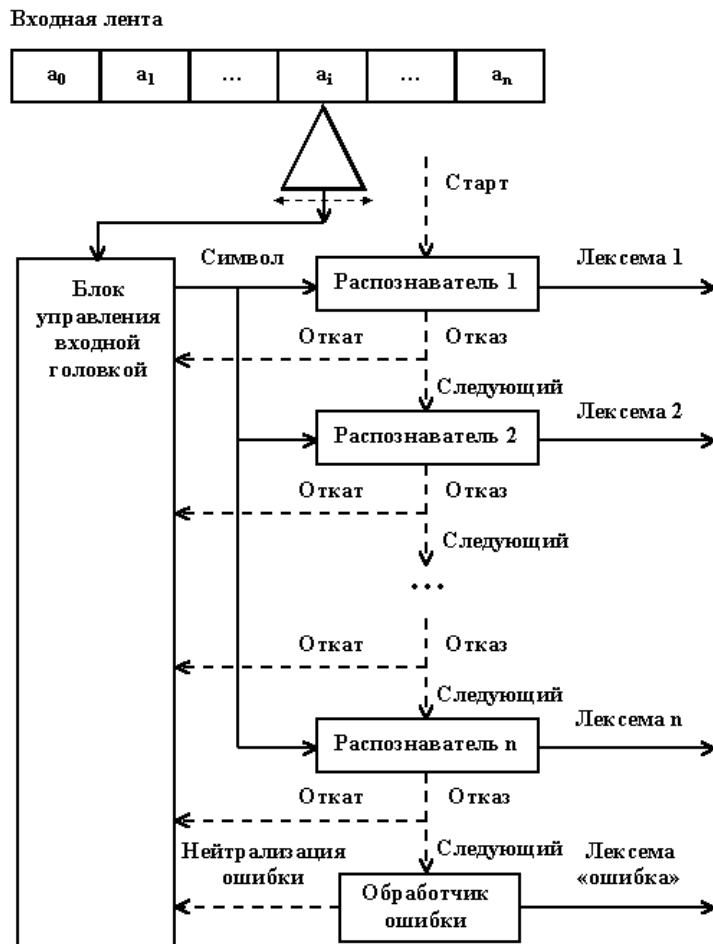 Входная лента
a0 a1 ... ai ... an
Старт
Символ
Распознаватель 1
Лексема 1
Блок
управления
входной
головкой
Откат
Отказ
Следующий
Распознаватель 2
Лексема 2
Откат
Отказ
Следующий
...
Откат
Отказ
Следующий
Распознаватель n
Лексема n
Откат
Отказ
Следующий
Нейтрализация
ошибки
Обработчик
ошибки
Лексема
«ошибка»